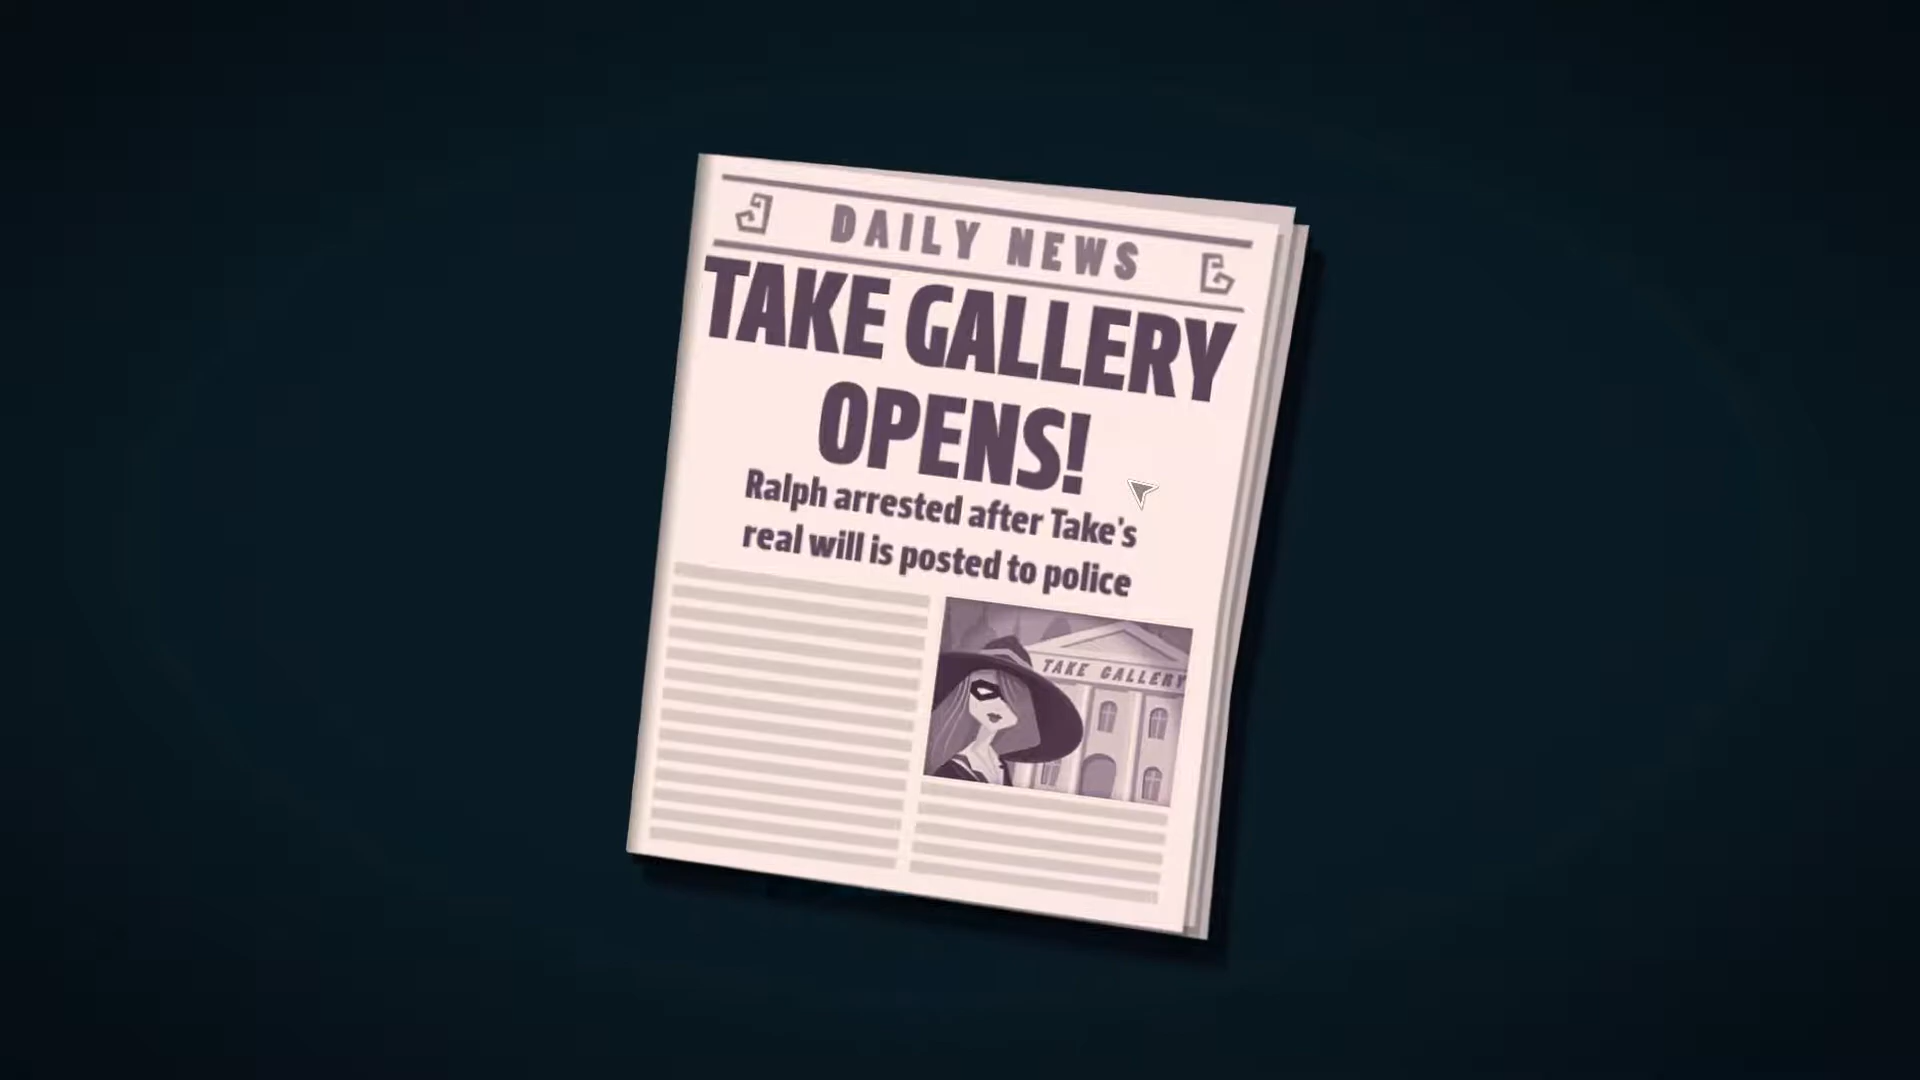 DAILY NEWS
TAKE GALLERY
OPENS!
Ralph arrested after Take's
real will is posted to police
TAKE GALLERY